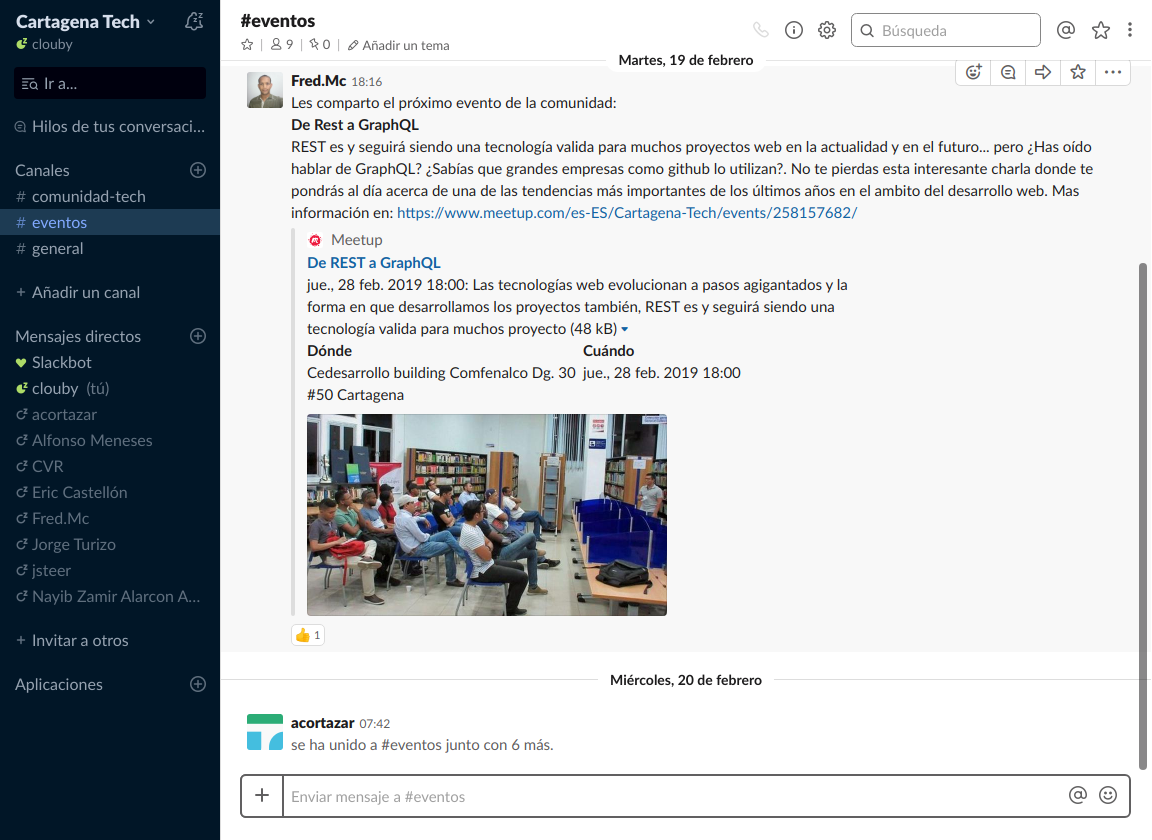 Cartagena Tech
clouby
Ir a...
Hilos de tus conversaci...
Canales
# comunidad-tech
# eventos
# general
+ Añadir un canal
Mensajes directos
Slackbot
clouby (tú)
acortazar
Alfonso Meneses
CVR
Eric Castellón
Fred.Mc
Jorge Turizo
jsteer
Nayib Zamir Alarcon A...
+ Invitar a otros
Aplicaciones
#eventos
9 | 0 | Añadir un tema
Búsqueda
Martes, 19 de febrero
Fred.Mc 18:16
Les comparto el próximo evento de la comunidad:
De Rest a GraphQL
REST es y seguirá siendo una tecnología valida para muchos proyectos web en la actualidad y en el futuro... pero ¿Has oído
hablar de GraphQL? ¿Sabías que grandes empresas como github lo utilizan?. No te pierdas esta interesante charla donde te
pondrás al día acerca de una de las tendencias más importantes de los últimos años en el ambito del desarrollo web. Mas
información en: https://www.meetup.com/es-ES/Cartagena-Tech/events/258157682/
Meetup
De REST a GraphQL
jue., 28 feb. 2019 18:00: Las tecnologías web evolucionan a pasos agigantados y la
forma en que desarrollamos los proyectos también, REST es y seguirá siendo una
tecnología valida para muchos proyecto (48 kB)
Dónde Cuándo
Cedesarrollo building Comfenalco Dg. 30 jue., 28 feb. 2019 18:00
#50 Cartagena
1
Miércoles, 20 de febrero
acortazar 07:42
se ha unido a #eventos junto con 6 más.
Enviar mensaje a #eventos